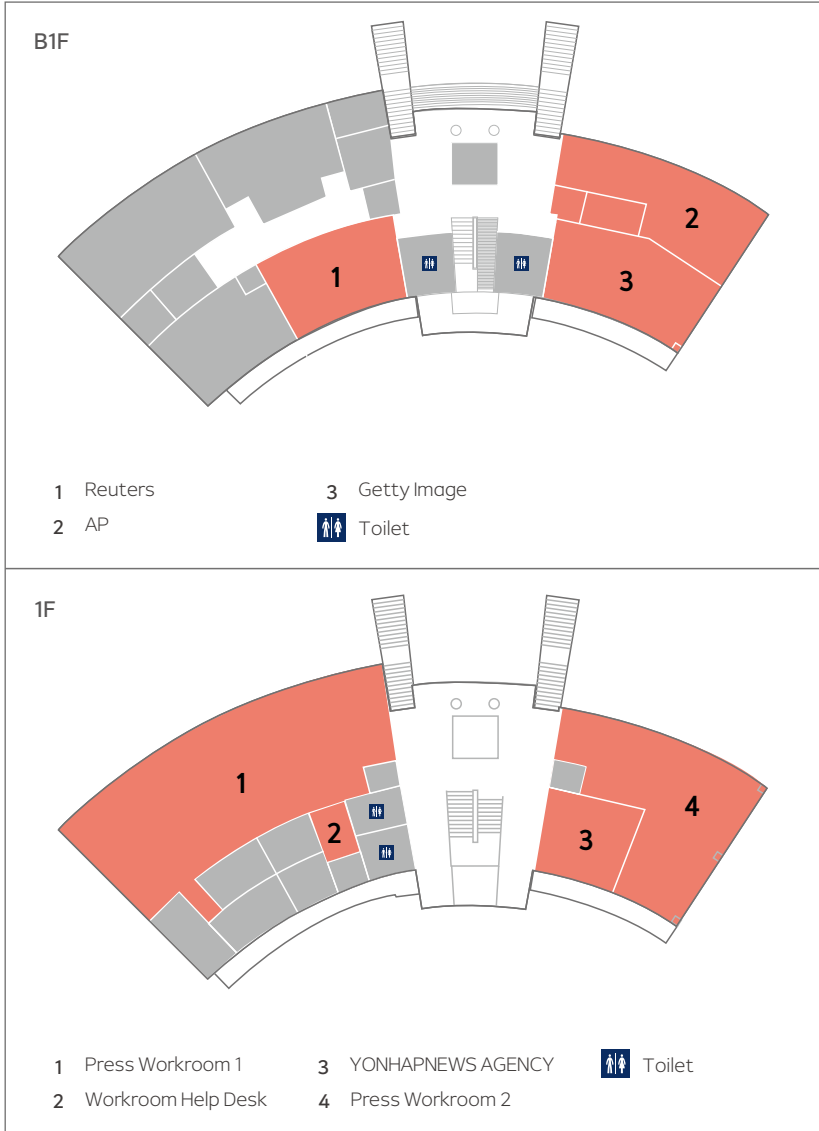 B1F
1
2
3
1 Reuters
3 Getty Image
2 AP
Toilet
1F
1
2
3
4
1 Press Workroom 1
3 YONHAPNEWS AGENCY
Toilet
2 Workroom Help Desk
4 Press Workroom 2